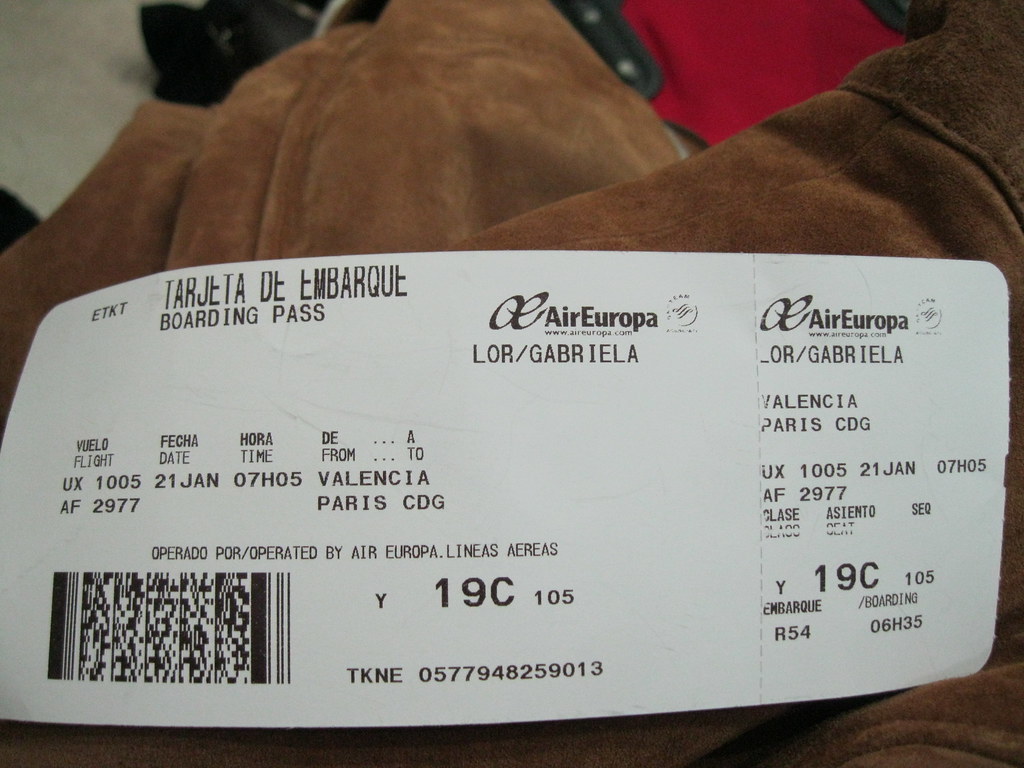 ETKT
TARJETA DE EMBARQUE
BOARDING PASS
AirEuropa
www.aireuropa.com
LOR/GABRIELA
VUELO FECHA HORA DE ... A
FLIGHT DATE TIME FROM ... TO
UX 1005 21JAN 07H05 VALENCIA
AF 2977 PARIS CDG
OPERADO POR/OPERATED BY AIR EUROPA.LINEAS AEREAS
Y 19C 105
TKNE 0577948259013
AirEuropa
www.aireuropa.com
LOR/GABRIELA
VALENCIA
PARIS CDG
UX 1005 21JAN 07H05
AF 2977
CLASE ASIENTO SEQ
Y 19C 105
EMBARQUE /BOARDING
R54 06H35